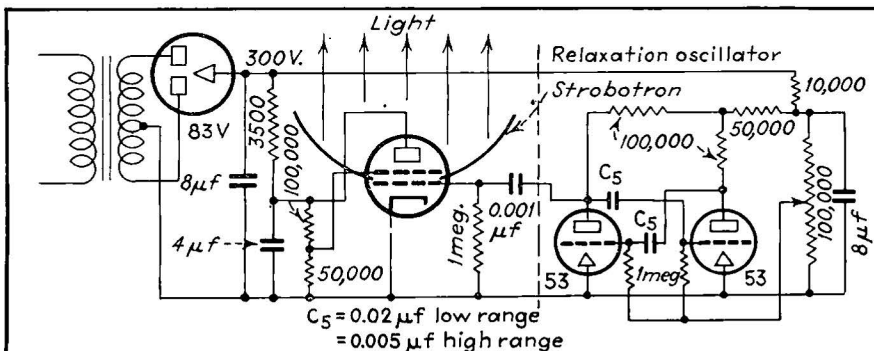 Light
Relaxation oscillator
300V.
Strobotron
10,000
83V
3500
100,000
50,000
100,000
8μf
C5
0.001
μf
C5
100,000
8μf
4μf
1meg.
50,000
53
1meg
53
C5 = 0.02 μf low range
= 0.005 μf high range